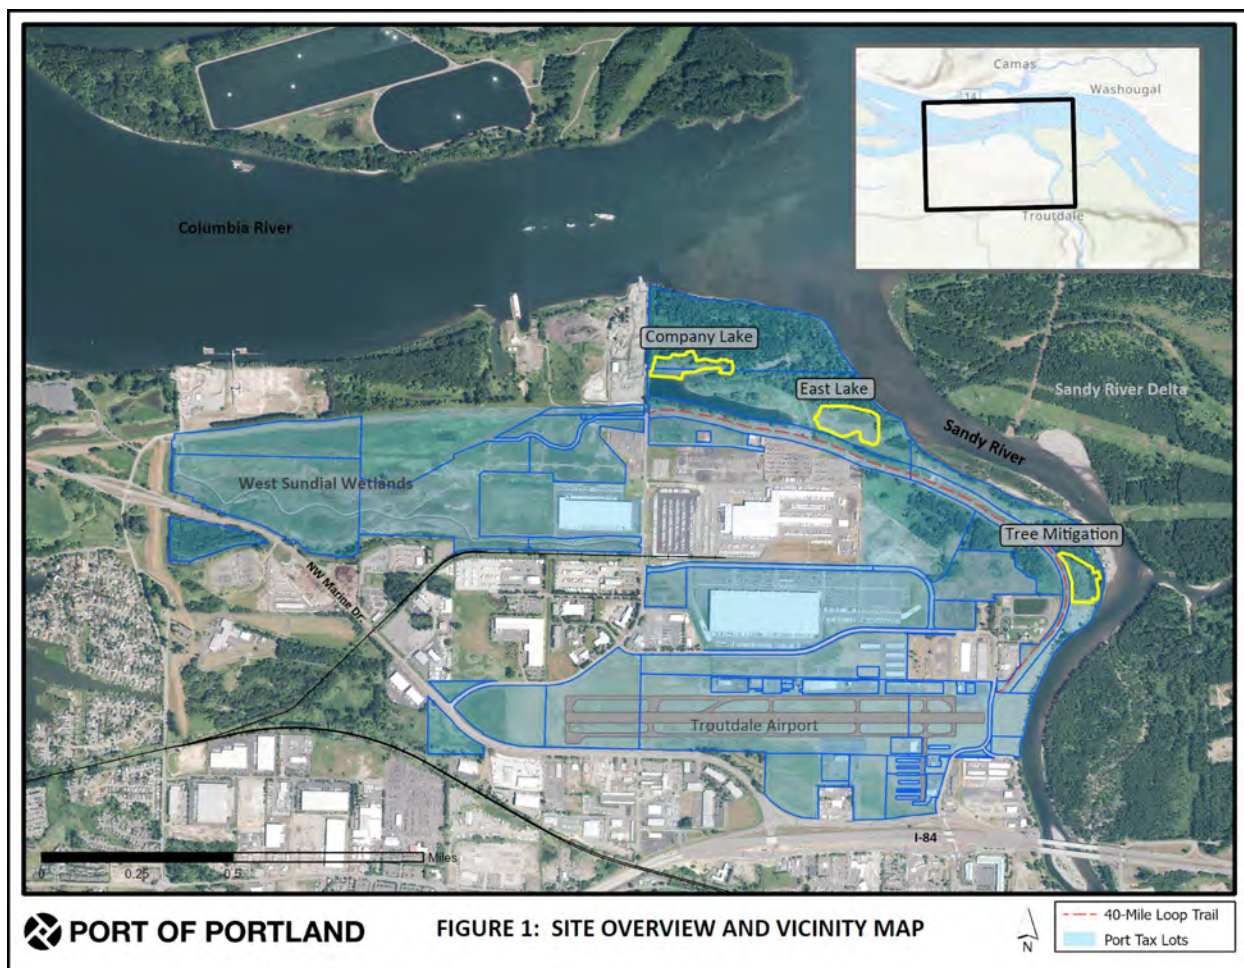 Camas
14
Washougal
Troutdale
Columbia River
Company Lake
East Lake
Sandy River Delta
Sandy River
West Sundial Wetlands
Tree Mitigation
NW Marine Dr
Troutdale Airport
I-84
Miles
0 0.25 0.5 1
PORT OF PORTLAND
FIGURE 1: SITE OVERVIEW AND VICINITY MAP
N
40-Mile Loop Trail
Port Tax Lots